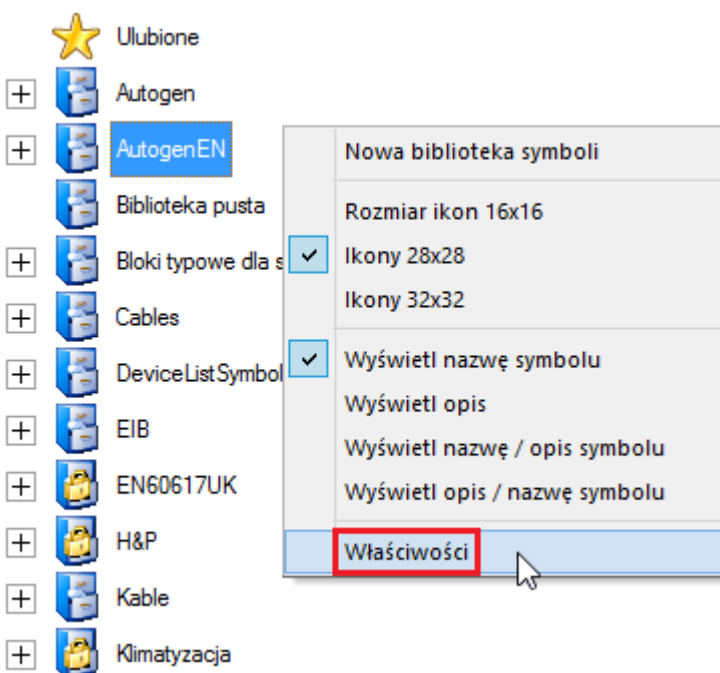 Ulubione
Autogen
AutogenEN
Biblioteka pusta
Bloki typowe dla s
Cables
DeviceListSymbol
EIB
EN60617UK
H&P
Kable
Klimatyzacja
Nowa biblioteka symboli
Rozmiar ikon 16x16
Ikony 28x28
Ikony 32x32
Wyświetl nazwę symbolu
Wyświetl opis
Wyświetl nazwę / opis symbolu
Wyświetl opis / nazwę symbolu
Właściwości